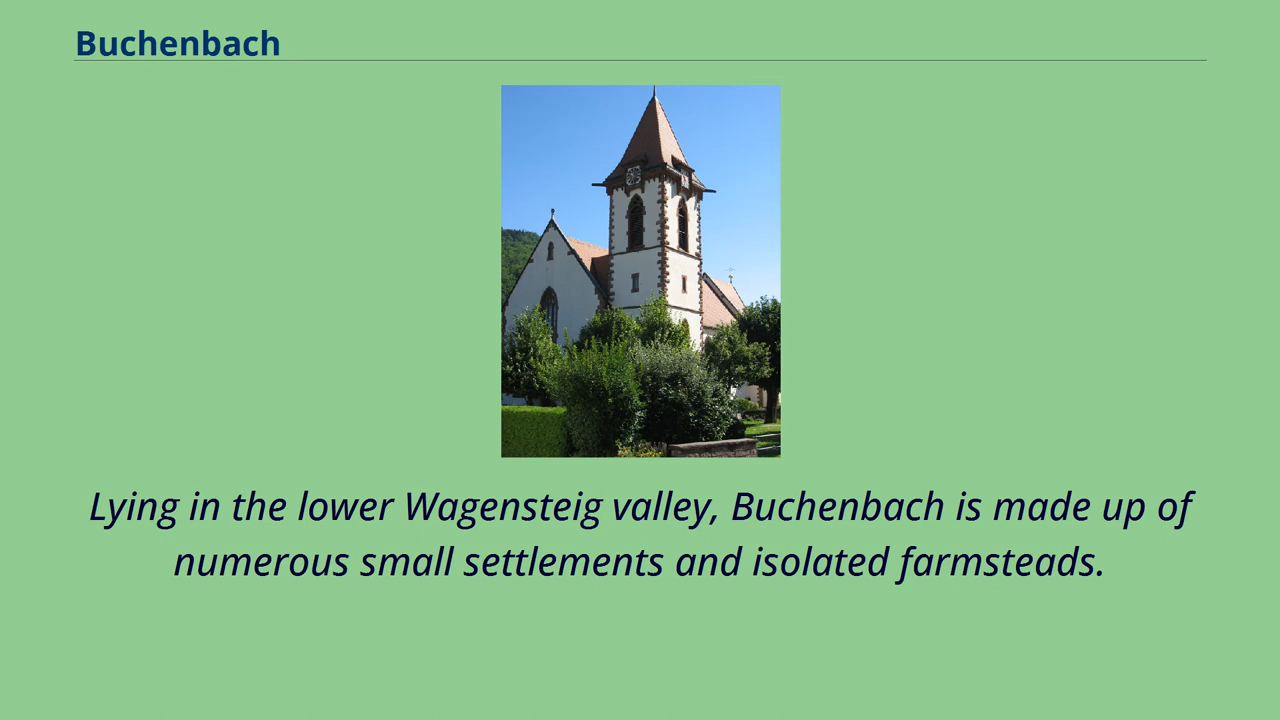 Buchenbach
Lying in the lower Wagensteig valley, Buchenbach is made up of
numerous small settlements and isolated farmsteads.